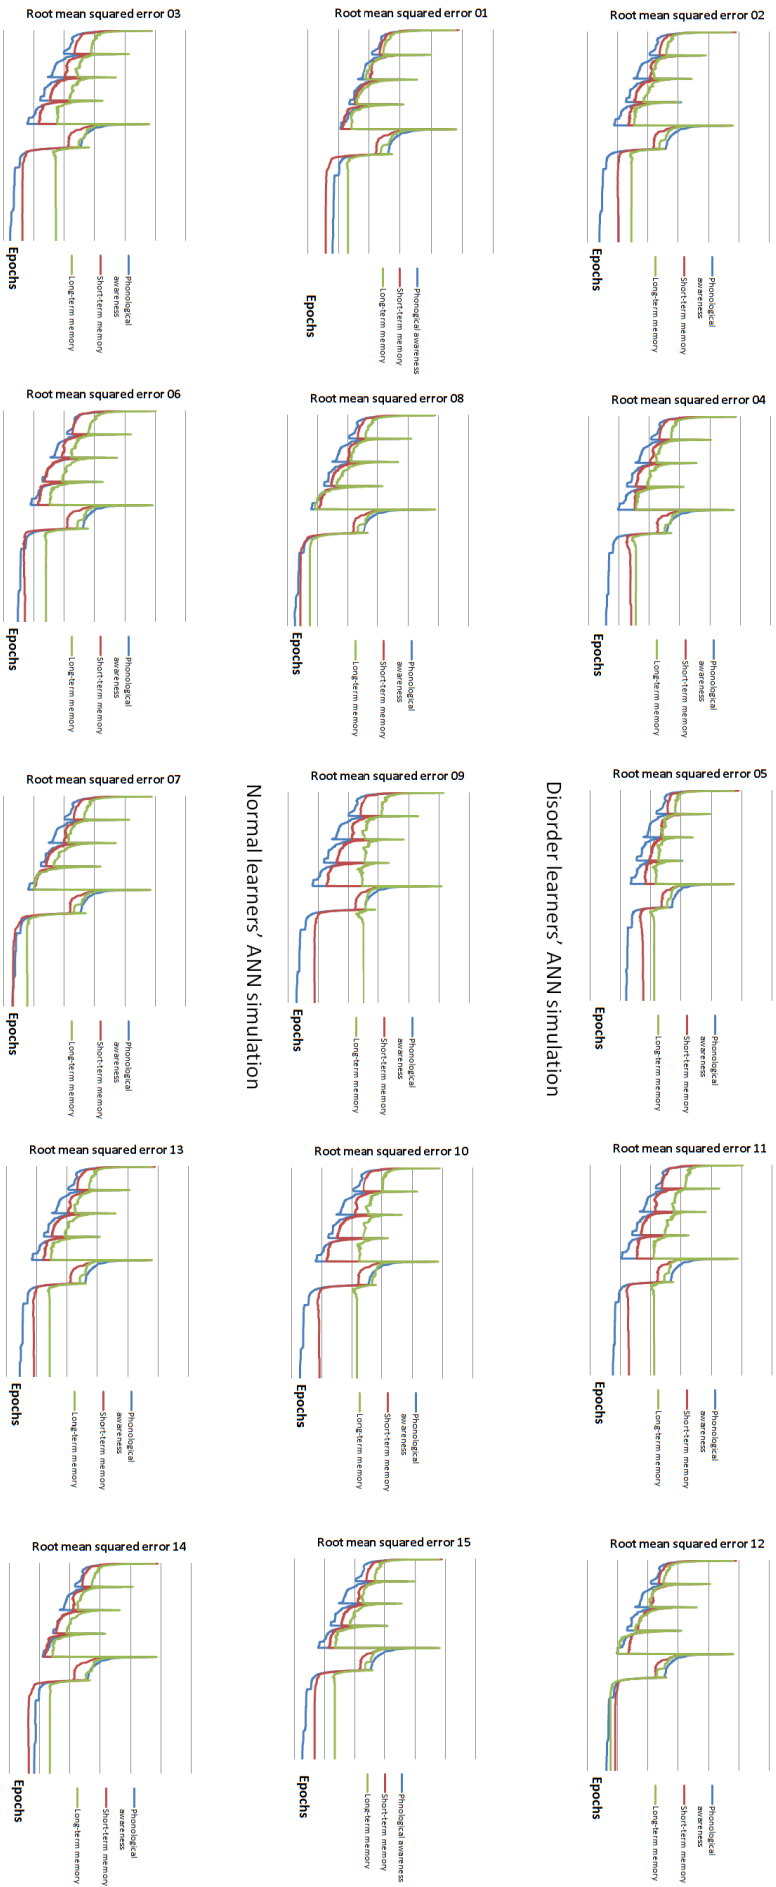 Root mean squared error 03
Epochs
Phonological
awareness
Short-term memory
Long-term memory
Root mean squared error 01
Epochs
Phonogical awareness
Short-term memory
Long-term memory
Root mean squared error 02
Epochs
Phonological
awareness
Short-term memory
Long-term memory
Root mean squared error 06
Epochs
Phonological
awareness
Short-term memory
Long-term memory
Root mean squared error 08
Epochs
Phonological
awareness
Short-term memory
Long-term memory
Root mean squared error 04
Epochs
Phonological
awareness
Short-term memory
Long-term memory
Root mean squared error 07
Epochs
Phonological
awareness
Short-term memory
Long-term memory
Normal learners’ ANN simulation
Root mean squared error 09
Epochs
Phonological
awareness
Short-term memory
Long-term memory
Disorder learners’ ANN simulation
Root mean squared error 05
Epochs
Phonological
awareness
Short-term memory
Long-term memory
Root mean squared error 13
Epochs
Phonological
awareness
Short-term memory
Long-term memory
Root mean squared error 10
Epochs
Phonological
awareness
Short-term memory
Long-term memory
Root mean squared error 11
Epochs
Phonological
awareness
Short-term memory
Long-term memory
Root mean squared error 14
Epochs
Phonological
awareness
Short-term memory
Long-term memory
Root mean squared error 15
Epochs
Phnological awareness
Short-term memory
Long-term memory
Root mean squared error 12
Epochs
Phonological
awareness
Short-term memory
Long-term memory